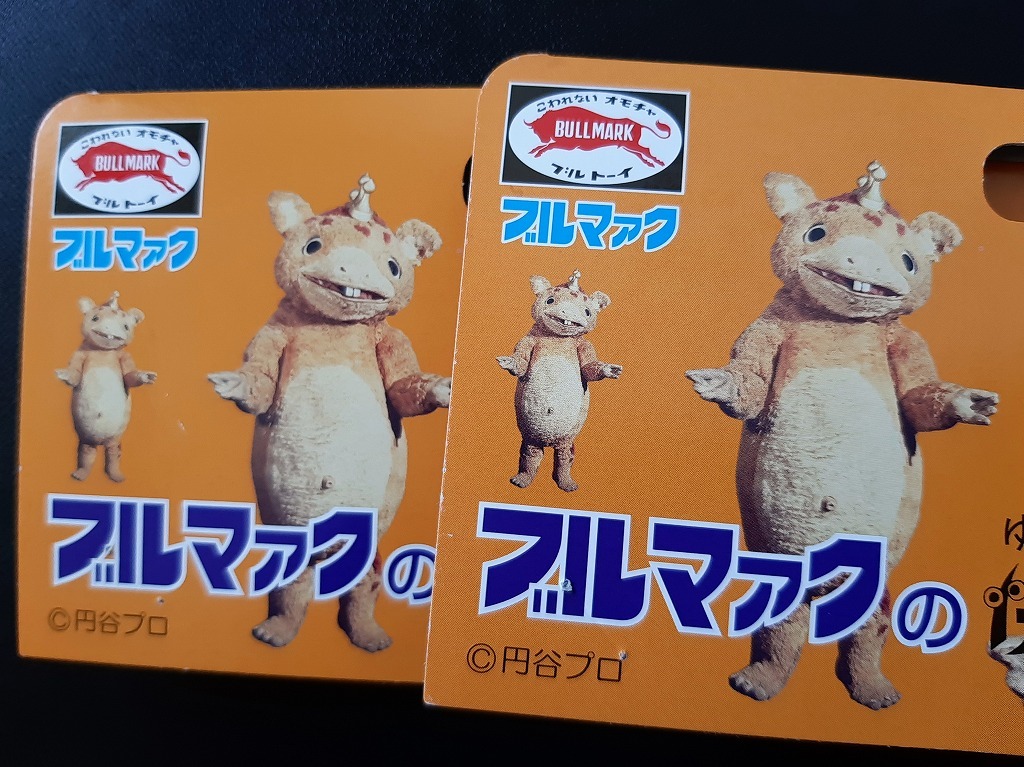 こわれない オモチャ
BULLMARK
ブル トーイ
ブルマァク
ブルマァクの
©円谷プロ
こわれない オモチャ
BULLMARK
ブル トーイ
ブルマァク
ブルマァクの
©円谷プロ
ゆ